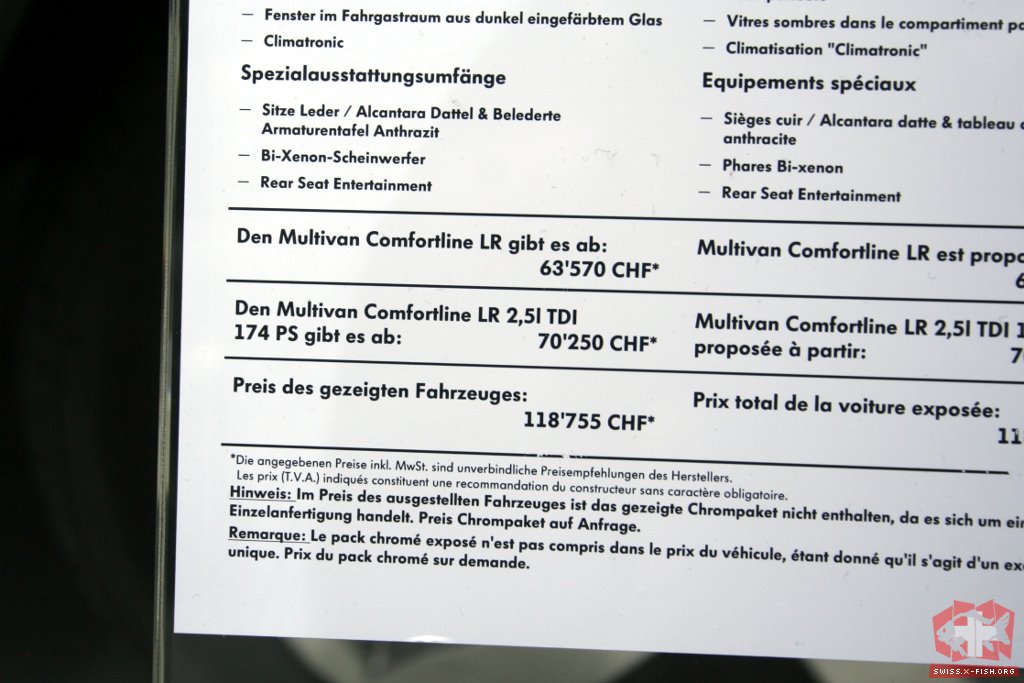 – Fenster im Fahrgastraum aus dunkel eingefärbtem Glas
– Climatronic
Spezialausstattungsumfänge
– Sitze Leder / Alcantara Dattel & Belederte
Armaturentafel Anthrazit
– Bi-Xenon-Scheinwerfer
– Rear Seat Entertainment
Den Multivan Comfortline LR gibt es ab:
63'570 CHF*
Den Multivan Comfortline LR 2,5l TDI
174 PS gibt es ab: 70'250 CHF*
Preis des gezeigten Fahrzeuges:
118'755 CHF*
– Vitres sombres dans le compartiment
– Climatisation "Climatronic"
Equipements spéciaux
– Sièges cuir / Alcantara datte & tableau
anthracite
– Phares Bi-xenon
– Rear Seat Entertainment
Multivan Comfortline LR est
Multivan Comfortline LR 2,5l TDI
proposée à partir:
Prix total de la voiture exposée:
*Die angegebenen Preise inkl. MwSt. sind unverbindliche Preisempfehlungen des Herstellers.
Les prix (T.V.A.) indiqués constituent une recommandation du constructeur sans caractère obligatoire.
Hinweis: Im Preis des ausgestellten Fahrzeuges ist das gezeigte Chrompaket nicht enthalten, da es sich um
Einzelanfertigung handelt. Preis Chrompaket auf Anfrage.
Remarque: Le pack chromé exposé n'est pas compris dans le prix du véhicule, étant donné qu'il s'agit d'un
unique. Prix du pack chromé sur demande.
SWISS.X-FISH.ORG